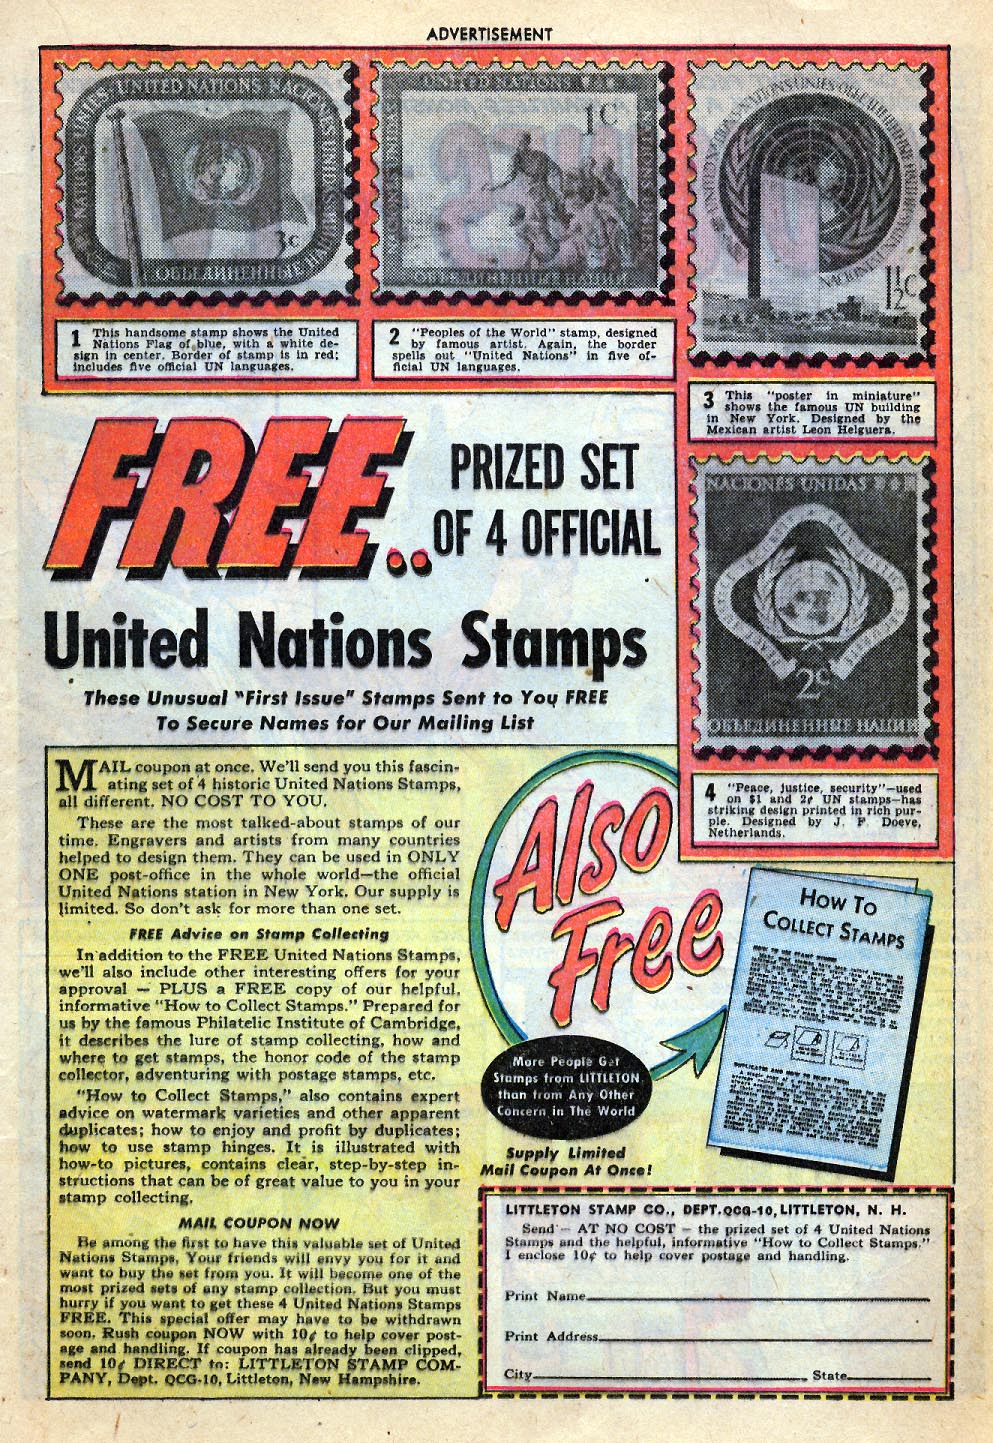 ADVERTISEMENT
UNITED NATIONS NACIONES UNIDAS
NATIONS UNIES
3c
ОБЪЕДИНЕННЫЕ НАЦИИ
UNITED NATIONS
1c
1 This handsome stamp shows the United
Nations Flag of blue, with a white de-
sign in center. Border of stamp is in red;
includes five official UN languages.
2 "Peoples of the World" stamp, designed
by famous artist. Again, the border
spells out "United Nations" in five of-
ficial UN languages.
1½c
3 This "poster in miniature"
shows the famous UN building
in New York. Designed by the
Mexican artist Leon Helguera.
FREE..
PRIZED SET
OF 4 OFFICIAL
United Nations Stamps
These Unusual "First Issue" Stamps Sent to You FREE
To Secure Names for Our Mailing List
NACIONES UNIDAS
2c
ОБЪЕДИНЕННЫЕ НАЦИИ
4 "Peace, justice, security"—used
on $1 and 2¢ UN stamps—has
striking design printed in rich pur-
ple. Designed by J. F. Doeve,
Netherlands.
MAIL coupon at once. We'll send you this fascin-
ating set of 4 historic United Nations Stamps,
all different. NO COST TO YOU.
These are the most talked-about stamps of our
time. Engravers and artists from many countries
helped to design them. They can be used in ONLY
ONE post-office in the whole world—the official
United Nations station in New York. Our supply is
limited. So don't ask for more than one set.
FREE Advice on Stamp Collecting
In addition to the FREE United Nations Stamps,
we'll also include other interesting offers for your
approval — PLUS a FREE copy of our helpful,
informative "How to Collect Stamps." Prepared for
us by the famous Philatelic Institute of Cambridge,
it describes the lure of stamp collecting, how and
where to get stamps, the honor code of the stamp
collector, adventuring with postage stamps, etc.
"How to Collect Stamps," also contains expert
advice on watermark varieties and other apparent
duplicates; how to enjoy and profit by duplicates;
how to use stamp hinges. It is illustrated with
how-to pictures, contains clear, step-by-step in-
structions that can be of great value to you in your
stamp collecting.
MAIL COUPON NOW
Be among the first to have this valuable set of United
Nations Stamps. Your friends will envy you for it and
want to buy the set from you. It will become one of the
most prized sets of any stamp collection. But you must
hurry if you want to get these 4 United Nations Stamps
FREE. This special offer may have to be withdrawn
soon. Rush coupon NOW with 10¢ to help cover post-
age and handling. If coupon has already been clipped,
send 10¢ DIRECT to: LITTLETON STAMP COM-
PANY, Dept. QCG-10, Littleton, New Hampshire.
Also
Free
How To
Collect Stamps
More People Get
Stamps from LITTLETON
than from Any Other
Concern in The World
Supply Limited
Mail Coupon At Once!
LITTLETON STAMP CO., DEPT. QCG-10, LITTLETON, N. H.
Send — AT NO COST — the prized set of 4 United Nations
Stamps and the helpful, informative "How to Collect Stamps."
I enclose 10¢ to help cover postage and handling.
Print Name
Print Address
City State